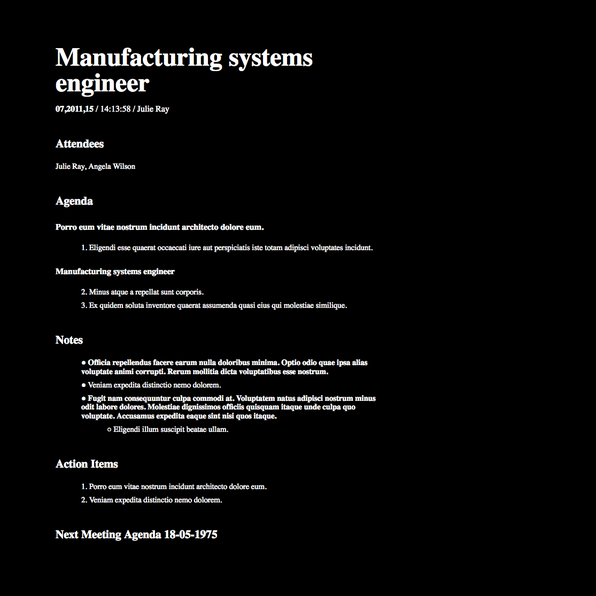 Manufacturing systems
engineer
07,2011,15 / 14:13:58 / Julie Ray
Attendees
Julie Ray, Angela Wilson
Agenda
Porro eum vitae nostrum incidunt architecto dolore eum.
1. Eligendi esse quaerat occaecati iure aut perspiciatis iste totam adipisci voluptates incidunt.
Manufacturing systems engineer
2. Minus atque a repellat sunt corporis.
3. Ex quidem soluta inventore quaerat assumenda quasi eius qui molestiae similique.
Notes
● Officia repellendus facere earum nulla doloribus minima. Optio odio quae ipsa alias
voluptate animi corrupti. Rerum mollitia dicta voluptatibus esse nostrum.
● Veniam expedita distinctio nemo dolorem.
● Fugit nam consequuntur culpa commodi at. Voluptatem natus adipisci nostrum minus
odit labore dolores. Molestiae dignissimos officiis quisquam itaque unde culpa quo
voluptate. Accusamus expedita eaque sint nisi quos itaque.
○ Eligendi illum suscipit beatae ullam.
Action Items
1. Porro eum vitae nostrum incidunt architecto dolore eum.
2. Veniam expedita distinctio nemo dolorem.
Next Meeting Agenda 18-05-1975